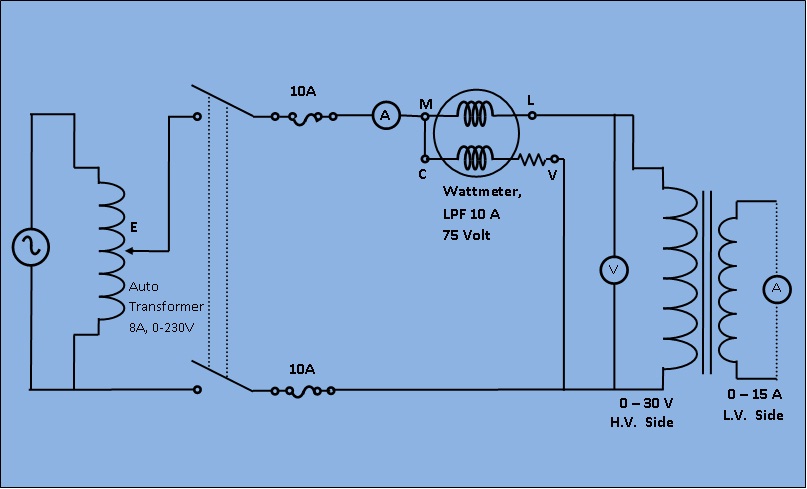 10A
A
M
L
C
V
Wattmeter,
LPF 10 A
75 Volt
E
Auto
Transformer
8A, 0-230V
V
A
10A
0 – 30 V
H.V. Side
0 – 15 A
L.V. Side